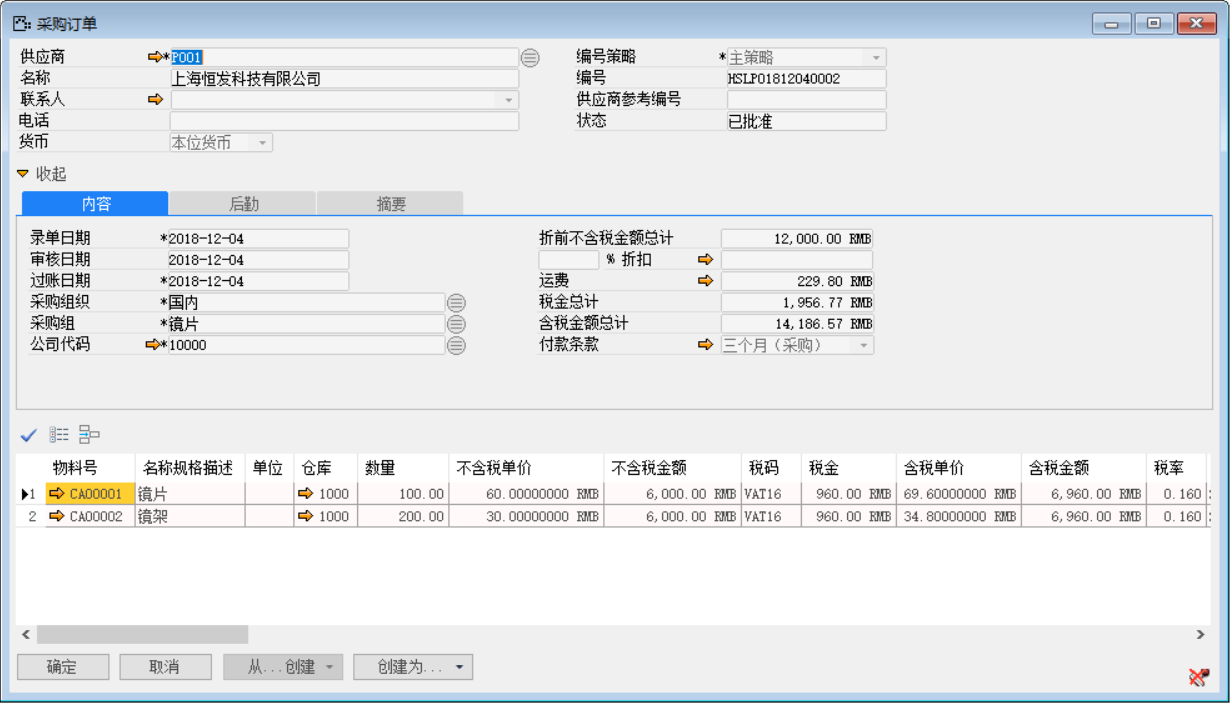 采购订单
供应商 *P001 编号策略 *主策略
名称 上海恒发科技有限公司 编号 HSLPO1812040002
联系人 供应商参考编号
电话 状态 已批准
货币 本位货币
收起
内容 后勤 摘要
录单日期 *2018-12-04 折前不含税金额总计 12,000.00 RMB
审核日期 2018-12-04 % 折扣
过账日期 *2018-12-04 运费 229.80 RMB
采购组织 *国内 税金总计 1,956.77 RMB
采购组 *镜片 含税金额总计 14,186.57 RMB
公司代码 *10000 付款条款 三个月（采购）
物料号 名称规格描述 单位 仓库 数量 不含税单价 不含税金额 税码 税金 含税单价 含税金额 税率
1 CA00001 镜片 1000 100.00 60.00000000 RMB 6,000.00 RMB VAT16 960.00 RMB 69.60000000 RMB 6,960.00 RMB 0.160
2 CA00002 镜架 1000 200.00 30.00000000 RMB 6,000.00 RMB VAT16 960.00 RMB 34.80000000 RMB 6,960.00 RMB 0.160
确定 取消 从...创建 创建为...